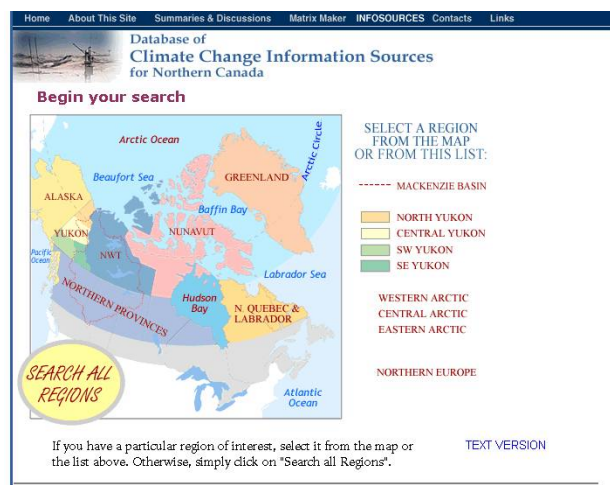 Home About This Site Summaries & Discussions Matrix Maker INFOSOURCES Contacts Links
Database of
Climate Change Information Sources
for Northern Canada
Begin your search
Arctic Ocean
Arctic Circle
Beaufort Sea
GREENLAND
ALASKA
Baffin Bay
YUKON
NUNAVUT
Pacific
Ocean
NWT
Labrador Sea
Hudson
Bay
NORTHERN PROVINCES
N. QUEBEC &
LABRADOR
SEARCH ALL
REGIONS
Atlantic
Ocean
SELECT A REGION
FROM THE MAP
OR FROM THIS LIST:
MACKENZIE BASIN
NORTH YUKON
CENTRAL YUKON
SW YUKON
SE YUKON
WESTERN ARCTIC
CENTRAL ARCTIC
EASTERN ARCTIC
NORTHERN EUROPE
If you have a particular region of interest, select it from the map or
the list above. Otherwise, simply click on "Search all Regions".
TEXT VERSION